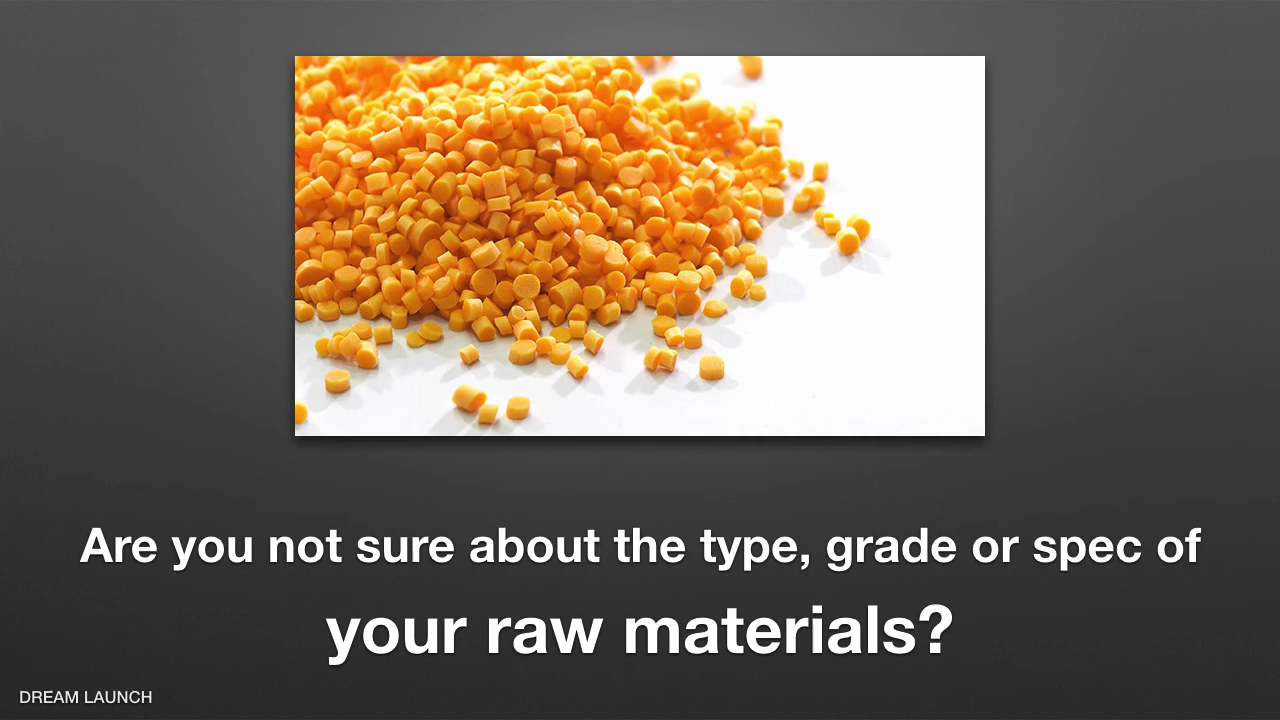 Are you not sure about the type, grade or spec of
your raw materials?
DREAM LAUNCH